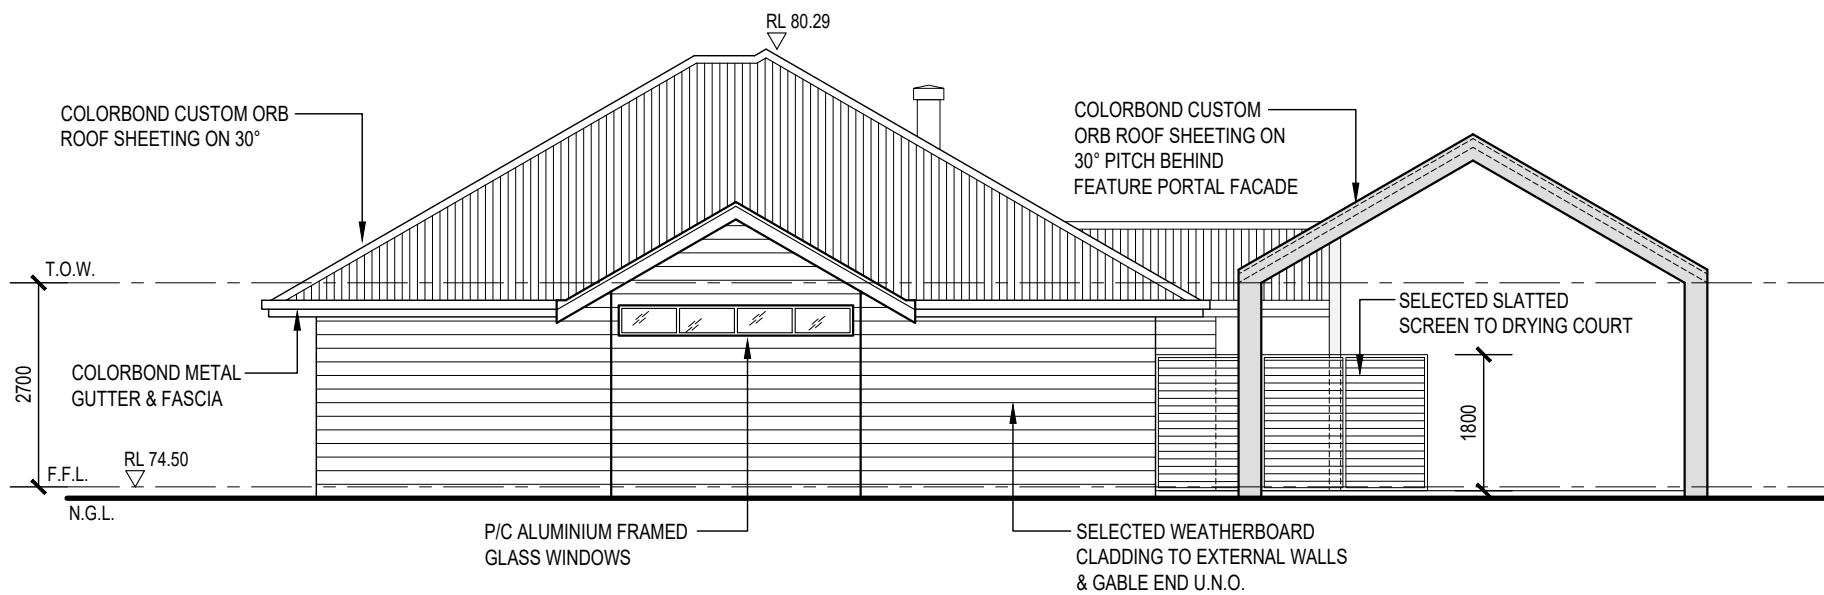 RL 80.29
COLORBOND CUSTOM ORB
ROOF SHEETING ON 30°
COLORBOND CUSTOM
ORB ROOF SHEETING ON
30° PITCH BEHIND
FEATURE PORTAL FACADE
T.O.W.
SELECTED SLATTED
SCREEN TO DRYING COURT
2700
COLORBOND METAL
GUTTER & FASCIA
1800
RL 74.50
F.F.L.
N.G.L.
P/C ALUMINIUM FRAMED
GLASS WINDOWS
SELECTED WEATHERBOARD
CLADDING TO EXTERNAL WALLS
& GABLE END U.N.O.